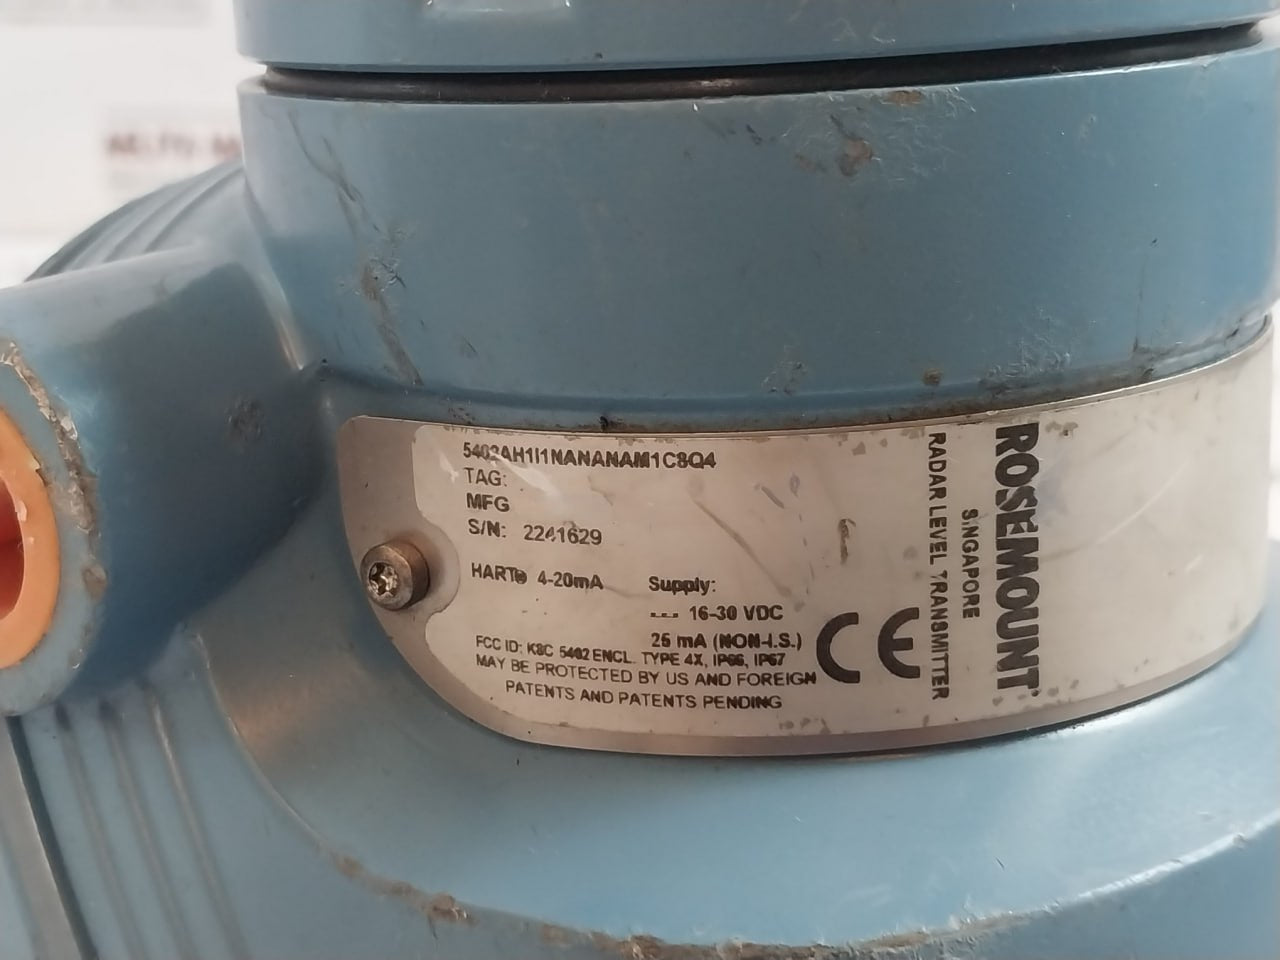 5402AH1I1NANANAM1C8Q4
TAG:
MFG
S/N: 2241629
HART® 4-20mA
Supply:
⎓ 16-30 VDC
25 mA (NON-I.S.)
FCC ID: K8C 5402 ENCL. TYPE 4X, IP66, IP67
MAY BE PROTECTED BY US AND FOREIGN
PATENTS AND PATENTS PENDING
CE
ROSEMOUNT
SINGAPORE
RADAR LEVEL TRANSMITTER